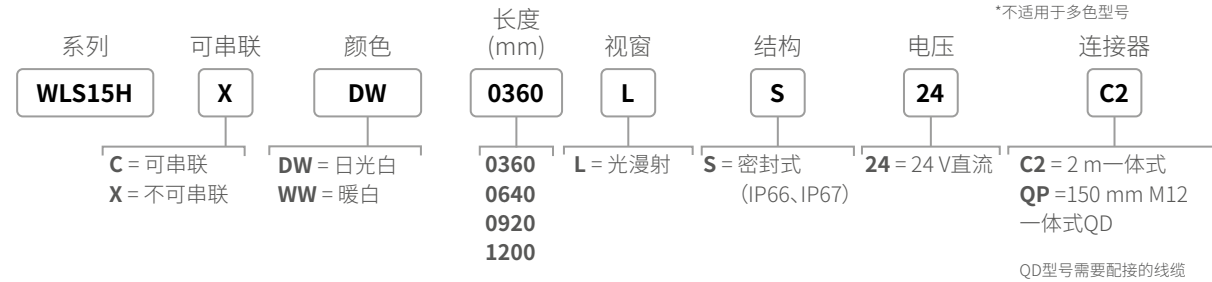 *不适用于多色型号
系列 可串联 颜色 长度 (mm) 视窗 结构 电压 连接器
WLS15H X DW 0360 L S 24 C2
C = 可串联
X = 不可串联
DW = 日光白
WW = 暖白
0360
0640
0920
1200
L = 光漫射
S = 密封式
(IP66、IP67)
24 = 24 V直流
C2 = 2 m一体式
QP =150 mm M12
一体式QD
QD型号需要配接的线缆